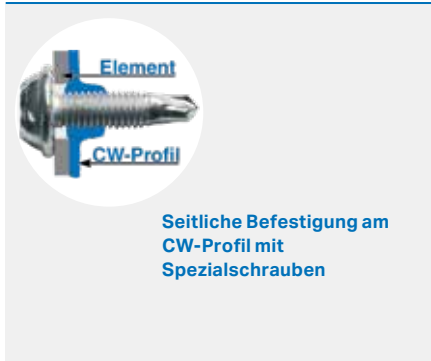 Element
CW-Profil
Seitliche Befestigung am
CW-Profil mit
Spezialschrauben